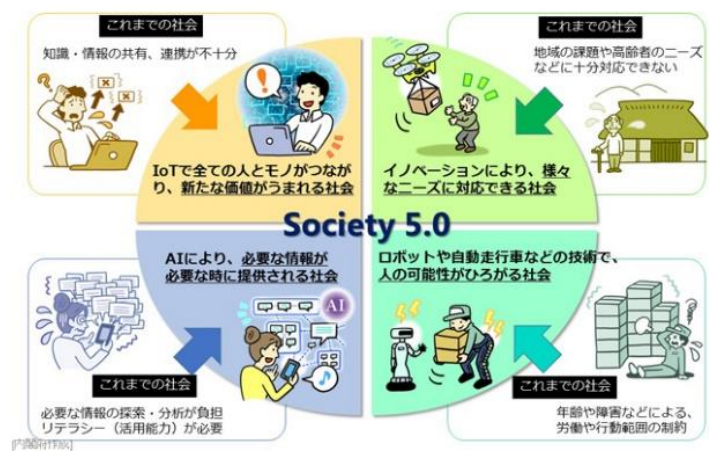 これまでの社会
知識・情報の共有、連携が不十分
IoTで全ての人とモノがつなが
り、新たな価値がうまれる社会
これまでの社会
地域の課題や高齢者のニーズ
などに十分対応できない
イノベーションにより、様々
なニーズに対応できる社会
Society 5.0
AIにより、必要な情報が
必要な時に提供される社会
AI
これまでの社会
必要な情報の探索・分析が負担
リテラシー（活用能力）が必要
ロボットや自動走行車などの技術で、
人の可能性がひろがる社会
これまでの社会
年齢や障害などによる、
労働や行動範囲の制約
[内閣府作成]